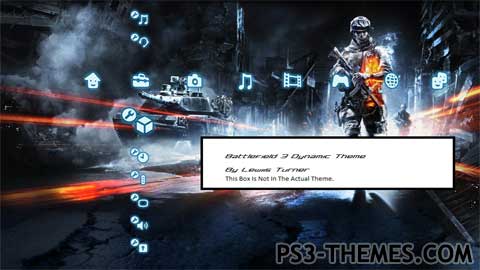 Battlefield 3 Dynamic Theme
By Lewis Turner
This Box Is Not In The Actual Theme.
PS3-THEMES.COM